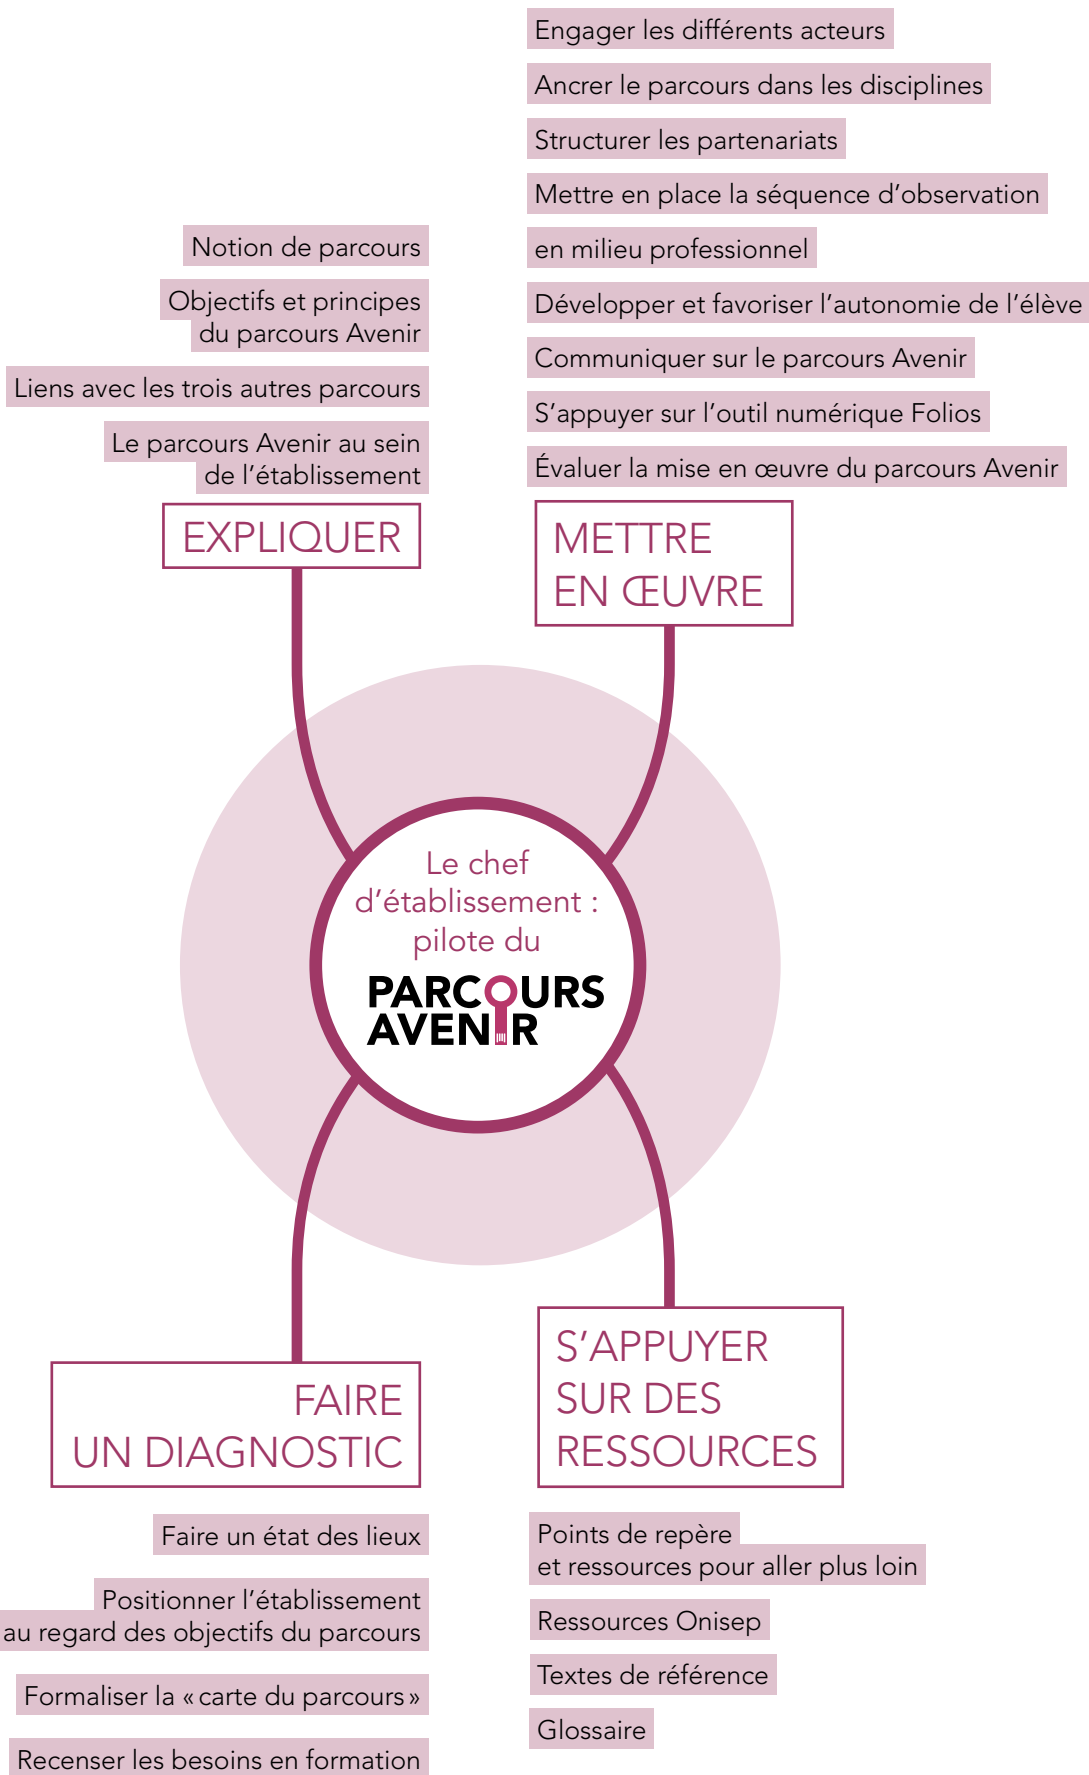 Engager les différents acteurs
Ancrer le parcours dans les disciplines
Structurer les partenariats
Mettre en place la séquence d’observation
en milieu professionnel
Développer et favoriser l’autonomie de l’élève
Communiquer sur le parcours Avenir
S’appuyer sur l’outil numérique Folios
Évaluer la mise en œuvre du parcours Avenir
METTRE
EN ŒUVRE
Notion de parcours
Objectifs et principes
du parcours Avenir
Liens avec les trois autres parcours
Le parcours Avenir au sein
de l’établissement
EXPLIQUER
Le chef
d’établissement :
pilote du
PARCOURS
AVENIR
FAIRE
UN DIAGNOSTIC
Faire un état des lieux
Positionner l’établissement
au regard des objectifs du parcours
Formaliser la « carte du parcours »
Recenser les besoins en formation
S’APPUYER
SUR DES
RESSOURCES
Points de repère
et ressources pour aller plus loin
Ressources Onisep
Textes de référence
Glossaire